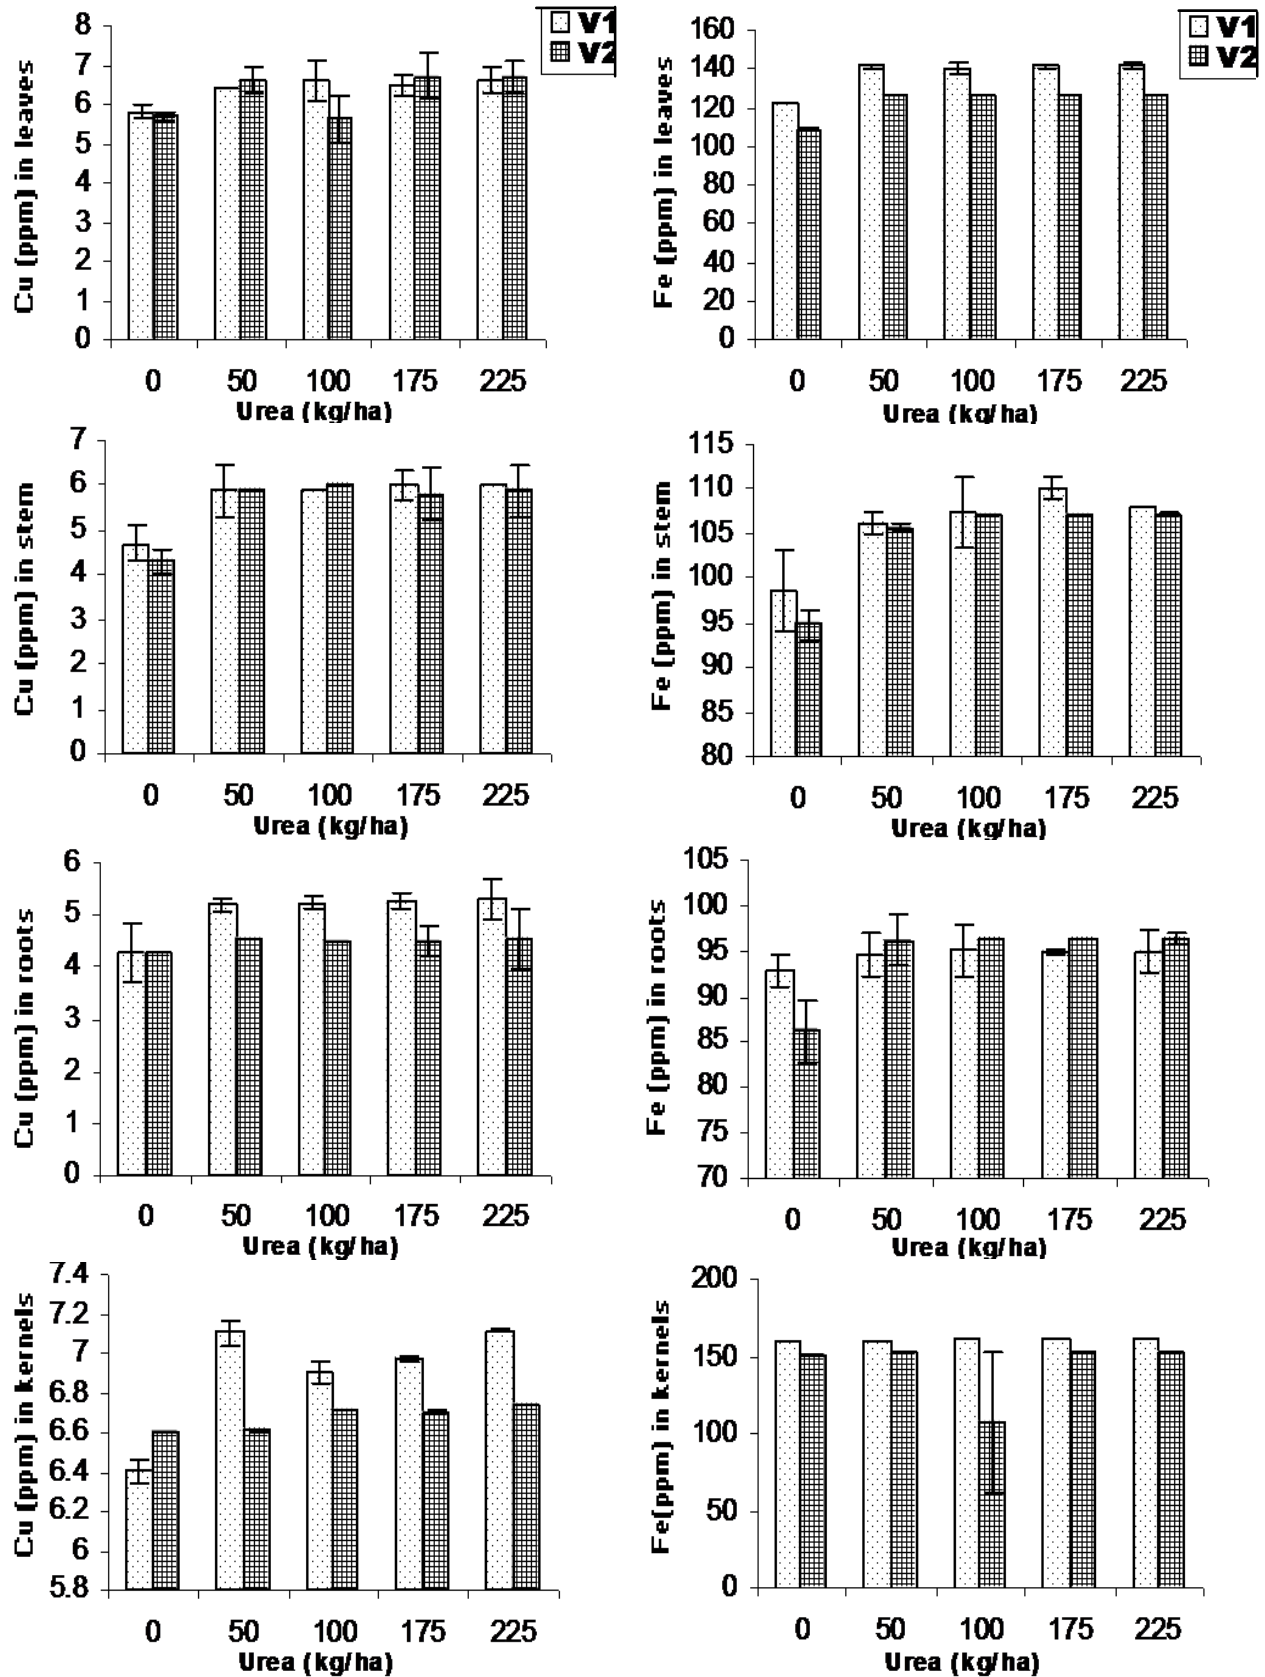 Cu (ppm) in leaves
8
7
6
5
4
3
2
1
0
V1
V2
0 50 100 175 225
Urea (kg/ha)
Fe (ppm) in leaves
160
140
120
100
80
60
40
20
0
V1
V2
0 50 100 175 225
Urea (kg/ha)
Cu (ppm) in stem
7
6
5
4
3
2
1
0
0 50 100 175 225
Urea (kg/ha)
Fe (ppm) in stem
115
110
105
100
95
90
85
80
0 50 100 175 225
Urea (kg/ha)
Cu (ppm) in roots
6
5
4
3
2
1
0
0 50 100 175 225
Urea (kg/ha)
Fe (ppm) in roots
105
100
95
90
85
80
75
70
0 50 100 175 225
Urea (kg/ha)
Cu (ppm) in kernels
7.4
7.2
7
6.8
6.6
6.4
6.2
6
5.8
0 50 100 175 225
Urea (kg/ha)
Fe(ppm) in kernels
200
150
100
50
0
0 50 100 175 225
Urea (kg/ha)